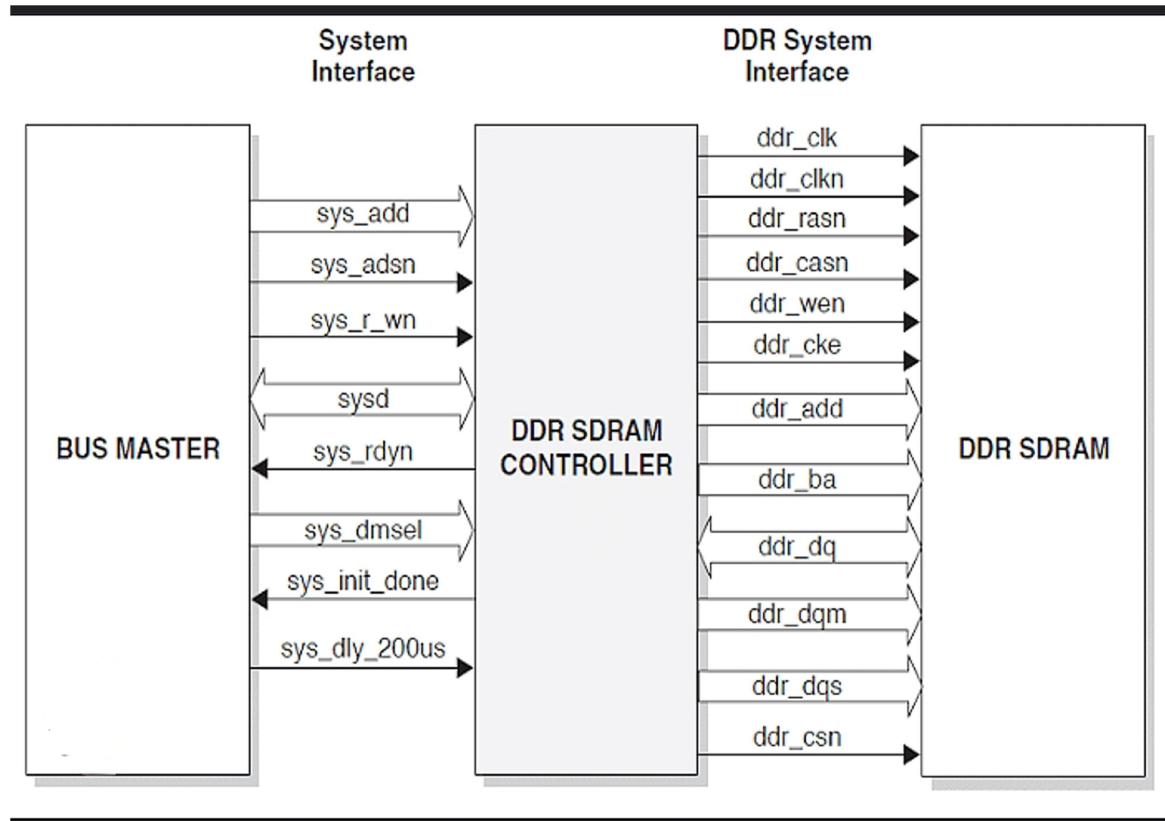 System
Interface
DDR System
Interface
BUS MASTER
sys_add
sys_adsn
sys_r_wn
sysd
sys_rdyn
sys_dmsel
sys_init_done
sys_dly_200us
DDR SDRAM
CONTROLLER
ddr_clk
ddr_clkn
ddr_rasn
ddr_casn
ddr_wen
ddr_cke
ddr_add
ddr_ba
ddr_dq
ddr_dqm
ddr_dqs
ddr_csn
DDR SDRAM